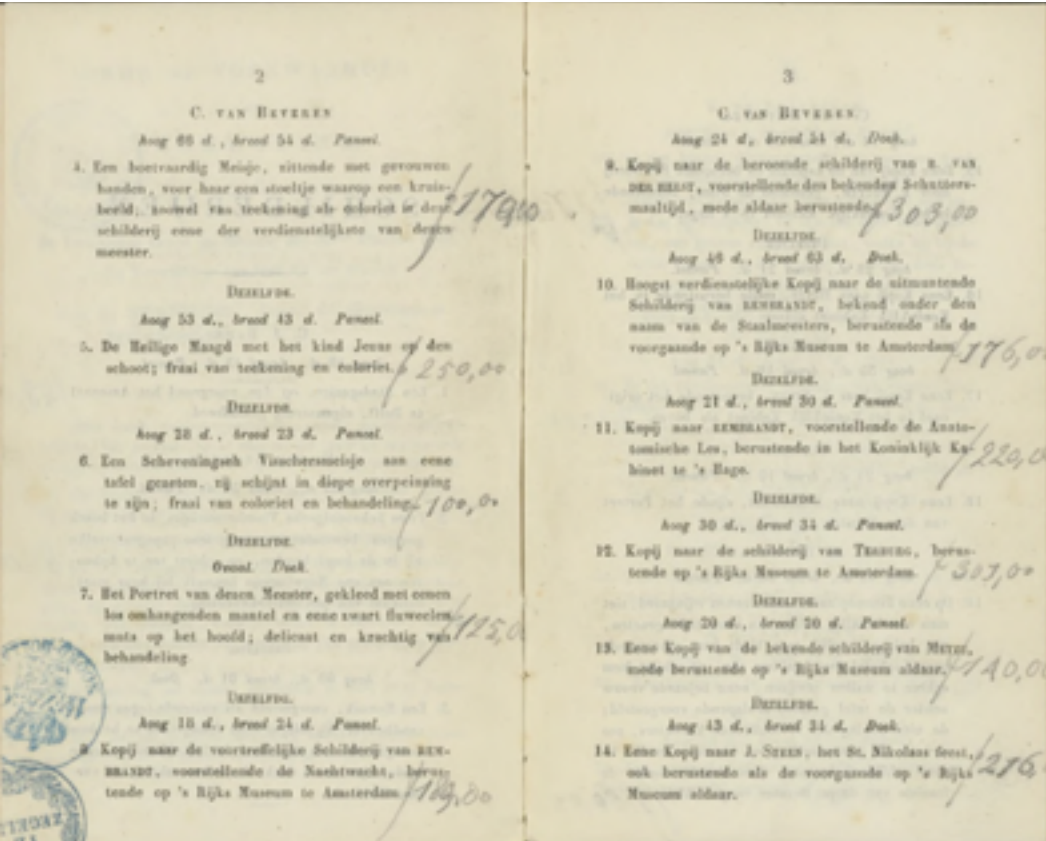 2
C. VAN BEVEREN
hoog 66 d., breed 54 d. Paneel.
4. Een boetvaardig Meisje, zittende met gevouwen
handen, voor haar een stoeltje waarop een kruis-
beeld, zoowel van teekening als coloriet is deze
schilderij eene der verdienstelijkste van dezen
meester.
DEZELFDE.
hoog 53 d., breed 43 d. Paneel.
5. De Heilige Maagd met het kind Jezus op den
schoot; fraai van teekening en coloriet. 250,00
DEZELFDE.
hoog 28 d., breed 23 d. Paneel.
6. Een Scheveningsch Visschersmeisje aan eene
tafel gezeten, zij schijnt in diepe overpeinzing
te zijn; fraai van coloriet en behandeling. 100,00
DEZELFDE.
Ovaal. Doek.
7. Het Portret van dezen Meester, gekleed met eenen
los omhangenden mantel en eene zwart fluweelen
muts op het hoofd; delicaat en krachtig van 125,0
behandeling
DEZELFDE.
hoog 18 d., breed 24 d. Paneel.
8. Kopij naar de voortreffelijke Schilderij van REM-
BRANDT, voorstellende de Nachtwacht, berus-
tende op 's Rijks Museum te Amsterdam.
3
C. VAN BEVEREN.
hoog 24 d., breed 54 d. Doek.
9. Kopij naar de beroemde schilderij van B. VAN
DER HELST, voorstellende den bekenden Schutters-
maaltijd, mede aldaar berustende. 303,00
DEZELFDE.
hoog 46 d., breed 63 d. Doek.
10. Hoogst verdienstelijke Kopij naar de uitmuntende
Schilderij van REMBRANDT, bekend onder den
naam van de Staalmeesters, berustende als de
voorgaande op 's Rijks Museum te Amsterdam. 176,0
DEZELFDE.
hoog 21 d., breed 30 d. Paneel.
11. Kopij naar REMBRANDT, voorstellende de Anato-
tomische Les, berustende in het Koninklijk Ka- 220,0
binet te 's Hage.
DEZELFDE.
hoog 30 d., breed 34 d. Paneel.
12. Kopij naar de schilderij van TERBURG, berus-
tende op 's Rijks Museum te Amsterdam.
DEZELFDE.
hoog 20 d., breed 20 d. Paneel.
13. Eene Kopij van de bekende schilderij van METZU,
mede berustende op 's Rijks Museum aldaar. 140,00
DEZELFDE.
hoog 43 d., breed 34 d. Doek.
14. Eene Kopij naar J. STEEN, het St. Nikolaas feest,
ook berustende als de voorgaande op 's Rijks 216,
Museum aldaar.